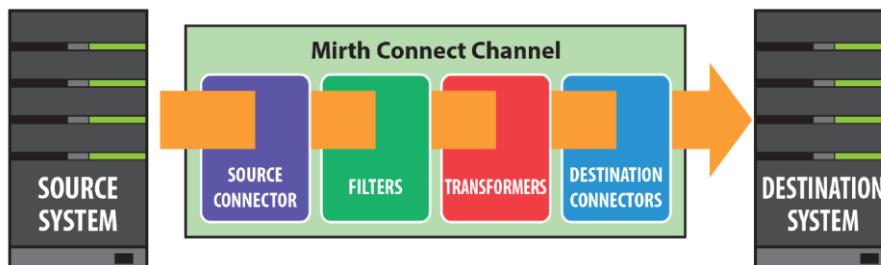 Mirth Connect Channel
SOURCE
SYSTEM
SOURCE
CONNECTOR
FILTERS
TRANSFORMERS
DESTINATION
CONNECTORS
DESTINATION
SYSTEM